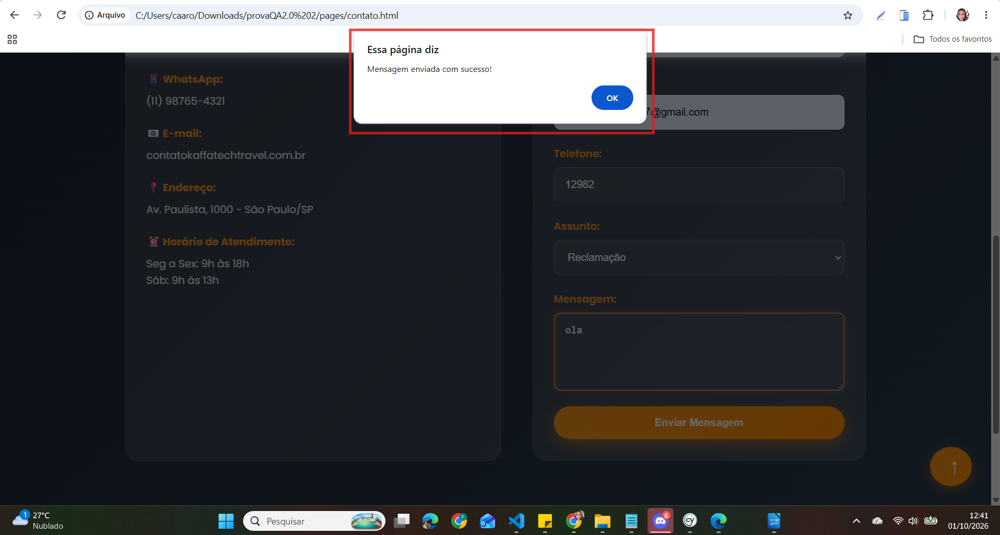 Arquivo
C:/Users/caaro/Downloads/provaQA2.0%202/pages/contato.html
Todos os favoritos
Essa página diz
Mensagem enviada com sucesso!
OK
WhatsApp:
(11) 98765-4321
E-mail:
contatokaffatechtravel.com.br
Endereço:
Av. Paulista, 1000 - São Paulo/SP
Horário de Atendimento:
Seg a Sex: 9h às 18h
Sáb: 9h às 13h
7@gmail.com
Telefone:
12982
Assunto:
Reclamação
Mensagem:
ola
Enviar Mensagem
↑
1
27°C
Nublado
Pesquisar
F
6
cy
12:41
01/10/2026